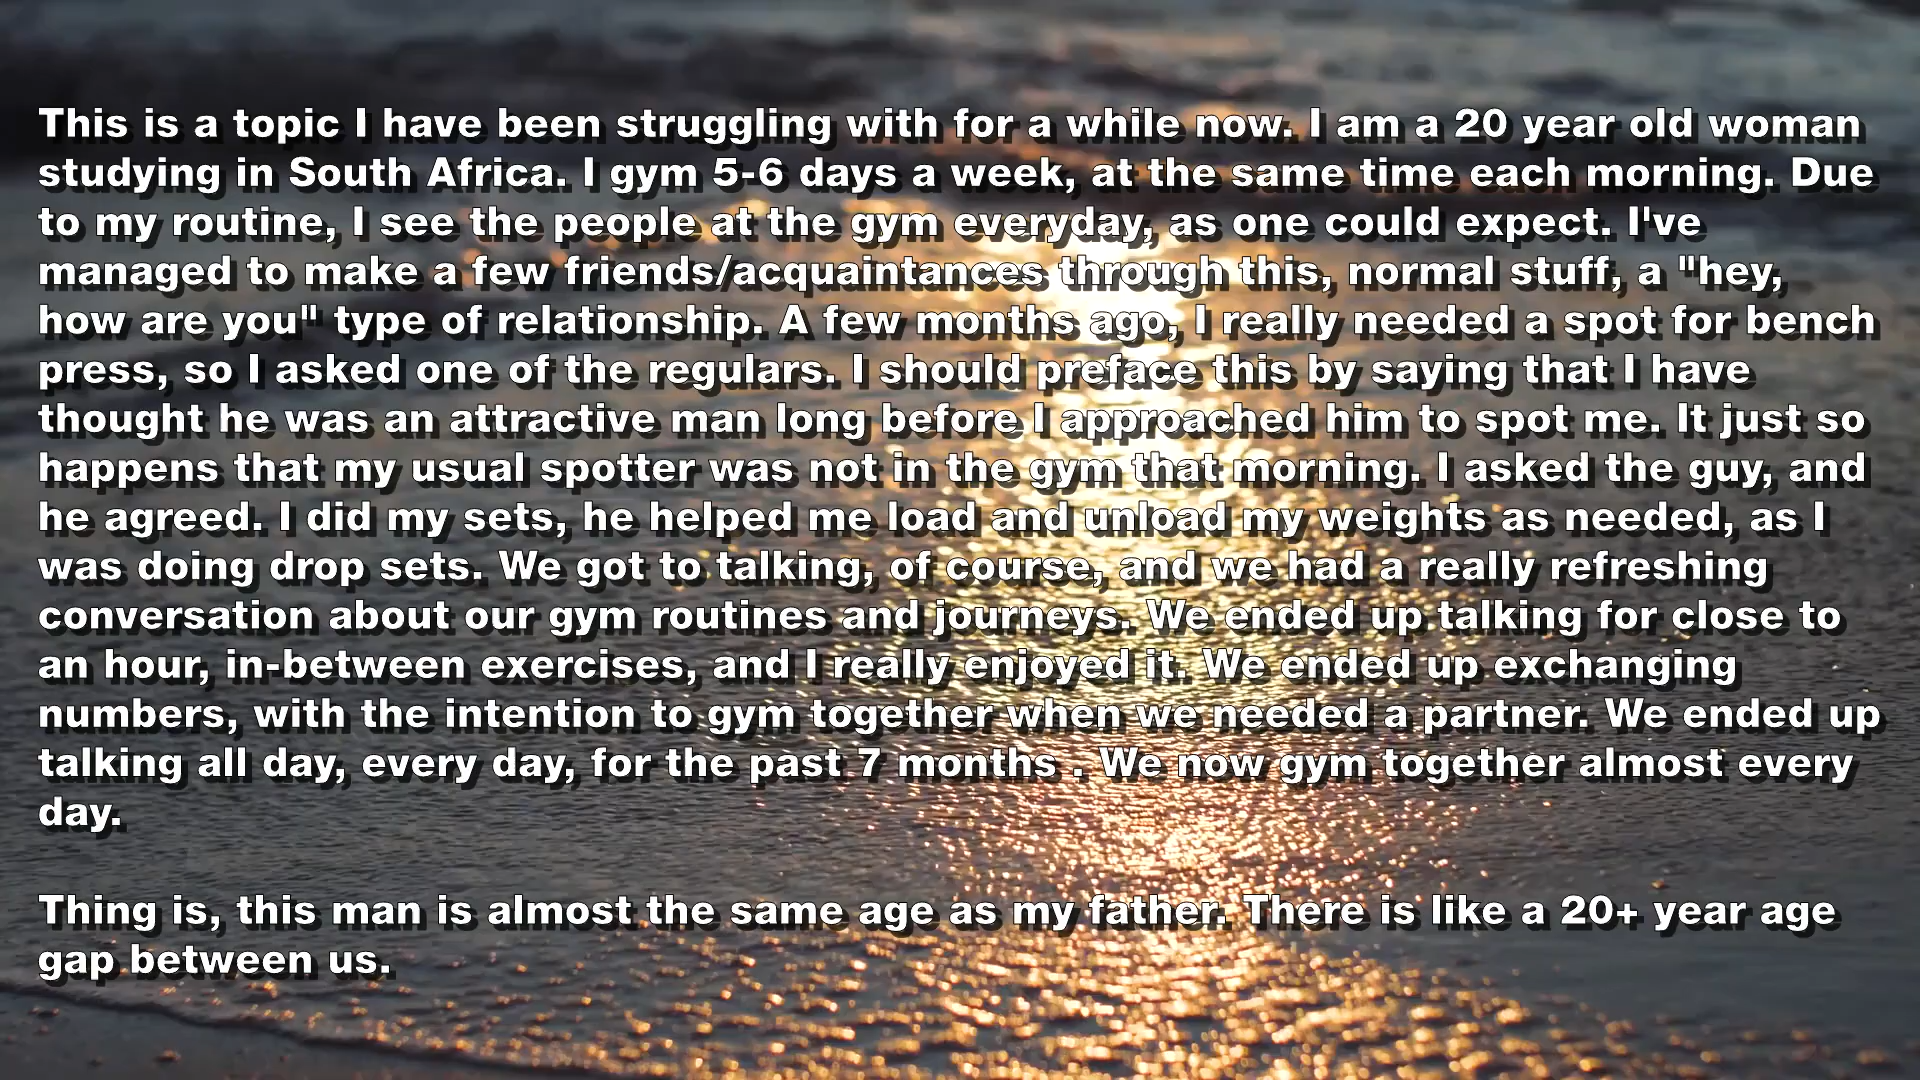 This is a topic I have been struggling with for a while now. I am a 20 year old woman
studying in South Africa. I gym 5-6 days a week, at the same time each morning. Due
to my routine, I see the people at the gym everyday, as one could expect. I've
managed to make a few friends/acquaintances through this, normal stuff, a "hey,
how are you" type of relationship. A few months ago, I really needed a spot for bench
press, so I asked one of the regulars. I should preface this by saying that I have
thought he was an attractive man long before I approached him to spot me. It just so
happens that my usual spotter was not in the gym that morning. I asked the guy, and
he agreed. I did my sets, he helped me load and unload my weights as needed, as I
was doing drop sets. We got to talking, of course, and we had a really refreshing
conversation about our gym routines and journeys. We ended up talking for close to
an hour, in-between exercises, and I really enjoyed it. We ended up exchanging
numbers, with the intention to gym together when we needed a partner. We ended up
talking all day, every day, for the past 7 months . We now gym together almost every
day.
Thing is, this man is almost the same age as my father. There is like a 20+ year age
gap between us.